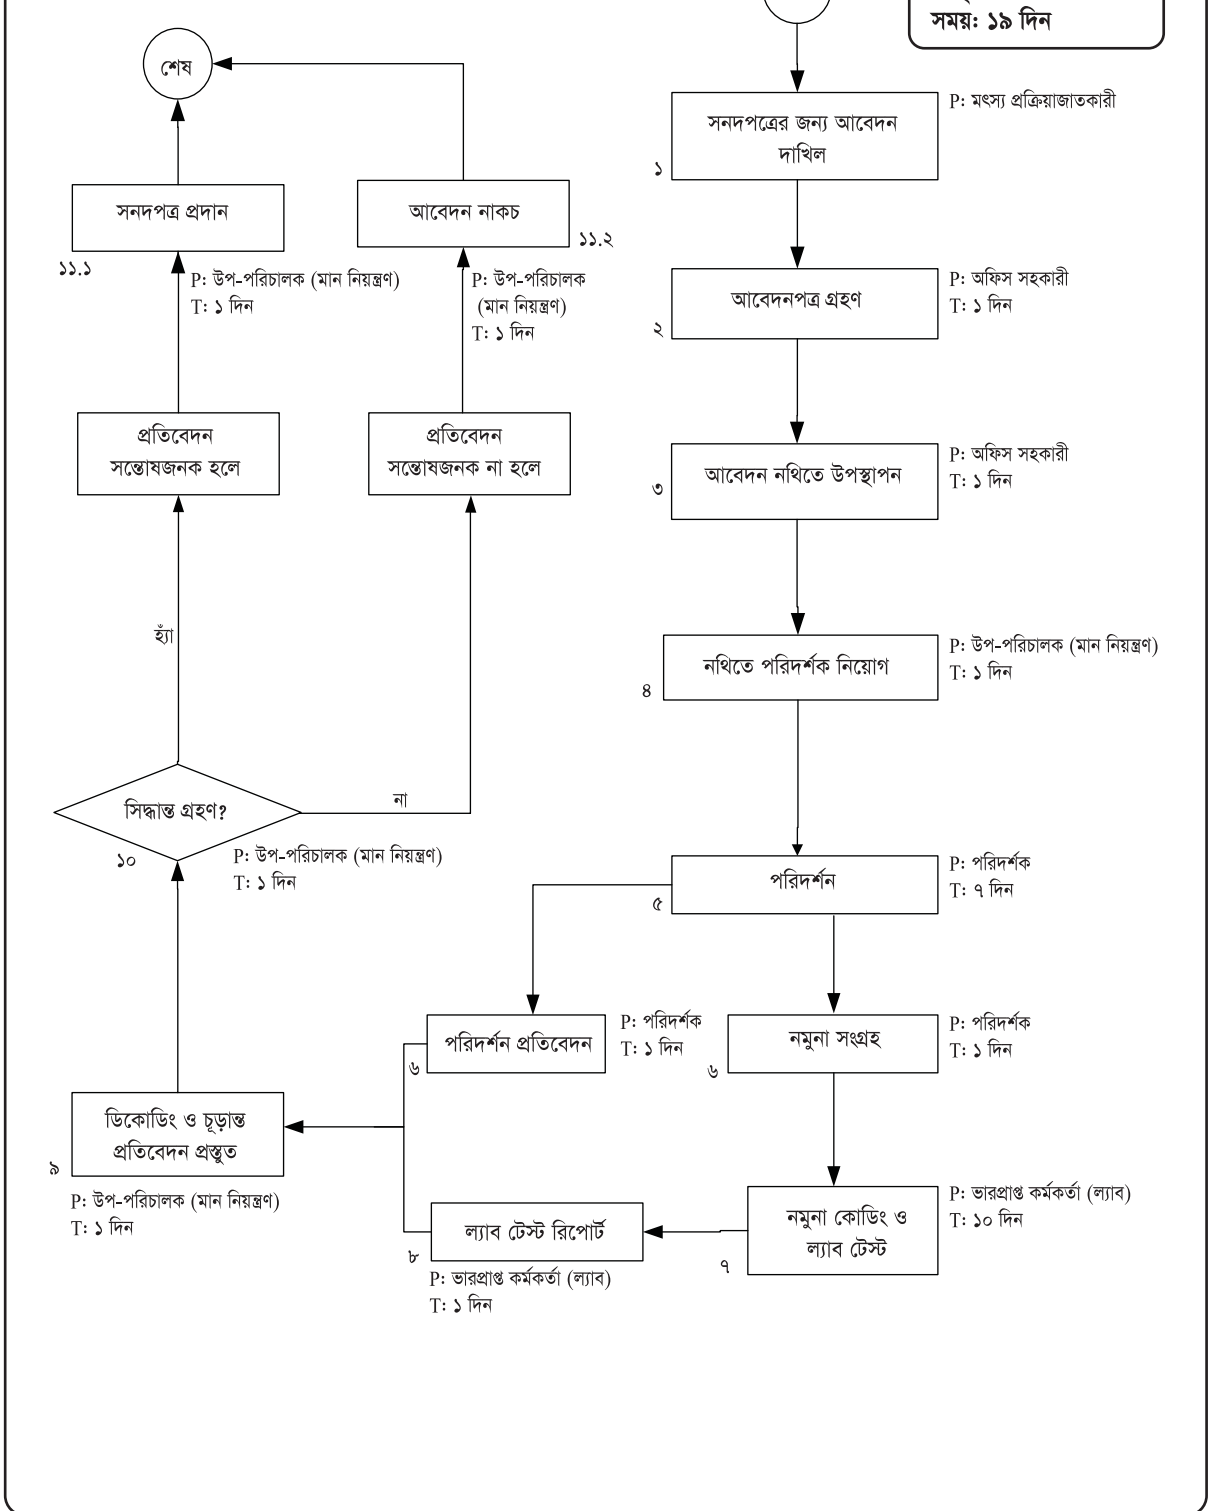 সময়: ১৯ দিন
সনদপত্রের জন্য আবেদন
দাখিল
১
P: মৎস্য প্রক্রিয়াজাতকারী
আবেদনপত্র গ্রহণ
২
P: অফিস সহকারী
T: ১ দিন
আবেদন নথিতে উপস্থাপন
৩
P: অফিস সহকারী
T: ১ দিন
নথিতে পরিদর্শক নিয়োগ
৪
P: উপ-পরিচালক (মান নিয়ন্ত্রণ)
T: ১ দিন
পরিদর্শন
৫
P: পরিদর্শক
T: ৭ দিন
পরিদর্শন প্রতিবেদন
৬
P: পরিদর্শক
T: ১ দিন
নমুনা সংগ্রহ
৬
P: পরিদর্শক
T: ১ দিন
নমুনা কোডিং ও
ল্যাব টেস্ট
৭
P: ভারপ্রাপ্ত কর্মকর্তা (ল্যাব)
T: ১০ দিন
ল্যাব টেস্ট রিপোর্ট
৮
P: ভারপ্রাপ্ত কর্মকর্তা (ল্যাব)
T: ১ দিন
ডিকোডিং ও চূড়ান্ত
প্রতিবেদন প্রস্তুত
৯
P: উপ-পরিচালক (মান নিয়ন্ত্রণ)
T: ১ দিন
সিদ্ধান্ত গ্রহণ?
১০
P: উপ-পরিচালক (মান নিয়ন্ত্রণ)
T: ১ দিন
হ্যাঁ
না
প্রতিবেদন
সন্তোষজনক হলে
প্রতিবেদন
সন্তোষজনক না হলে
সনদপত্র প্রদান
১১.১
P: উপ-পরিচালক (মান নিয়ন্ত্রণ)
T: ১ দিন
আবেদন নাকচ
১১.২
P: উপ-পরিচালক
(মান নিয়ন্ত্রণ)
T: ১ দিন
শেষ